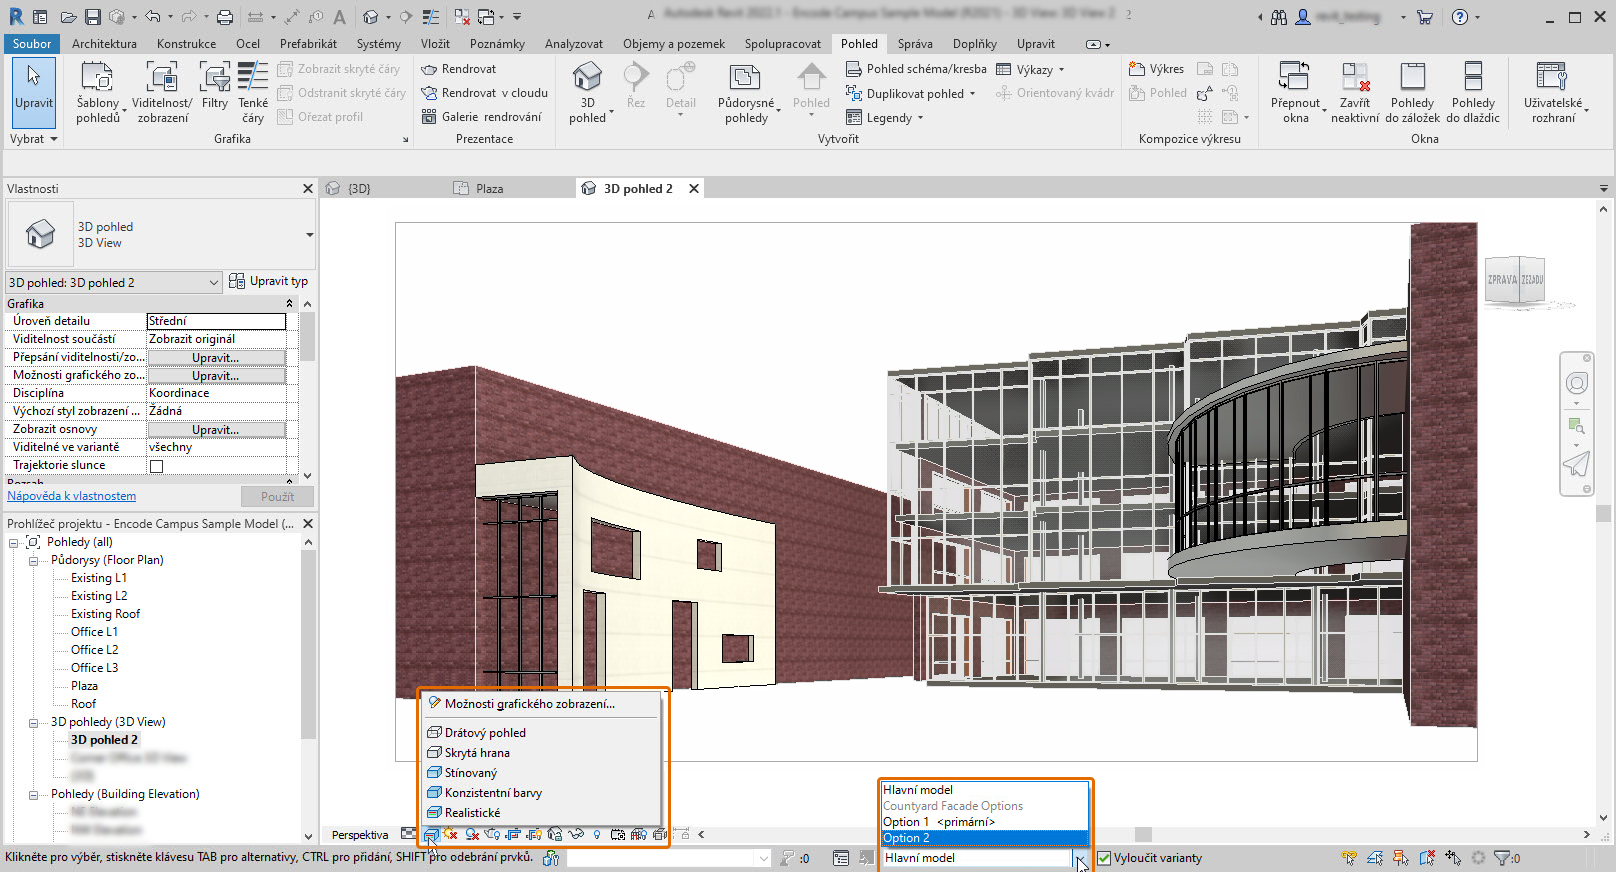 Soubor Architektura Konstrukce Ocel Prefabrikát Systémy Vložit Poznámky Analyzovat Objemy a pozemek Spolupracovat Pohled Správa Doplňky Upravit
Upravit
Vybrat
Šablony pohledů
Viditelnost/ zobrazení
Filtry
Tenké čáry
Zobrazit skryté čáry
Odstranit skryté čáry
Ořezat profil
Grafika
Rendrovat
Rendrovat v cloudu
Galerie rendrování
Prezentace
3D pohled
Řez
Detail
Půdorysné pohledy
Pohled
Pohled schéma/kresba
Duplikovat pohled
Legendy
Výkazy
Orientovaný kvádr
Vytvořit
Výkres
Pohled
Kompozice výkresu
Přepnout okna
Zavřít neaktivní
Pohledy do záložek
Pohledy do dlaždic
Okna
Uživatelské rozhraní
Vlastnosti
{3D}
Plaza
3D pohled 2
3D pohled
3D View
3D pohled: 3D pohled 2
Upravit typ
Grafika
Úroveň detailu Střední
Viditelnost součástí Zobrazit originál
Přepsání viditelnosti/zo... Upravit...
Možnosti grafického zo... Upravit...
Disciplína Koordinace
Výchozí styl zobrazení ... Žádná
Zobrazit osnovy Upravit...
Viditelné ve variantě všechny
Trajektorie slunce
Rozsah
Nápověda k vlastnostem Použít
Prohlížeč projektu - Encode Campus Sample Model (...
Pohledy (all)
Půdorysy (Floor Plan)
Existing L1
Existing L2
Existing Roof
Office L1
Office L2
Office L3
Plaza
Roof
3D pohledy (3D View)
3D pohled 2
Pohledy (Building Elevation)
ZPRAVA ZEZADU
Možnosti grafického zobrazení...
Drátový pohled
Skrytá hrana
Stínovaný
Konzistentní barvy
Realistické
Perspektiva
Hlavní model
Countyard Facade Options
Option 1 <primární>
Option 2
Klikněte pro výběr, stiskněte klávesu TAB pro alternativy, CTRL pro přidání, SHIFT pro odebrání prvků.
:0
Hlavní model
Vyloučit varianty
:0